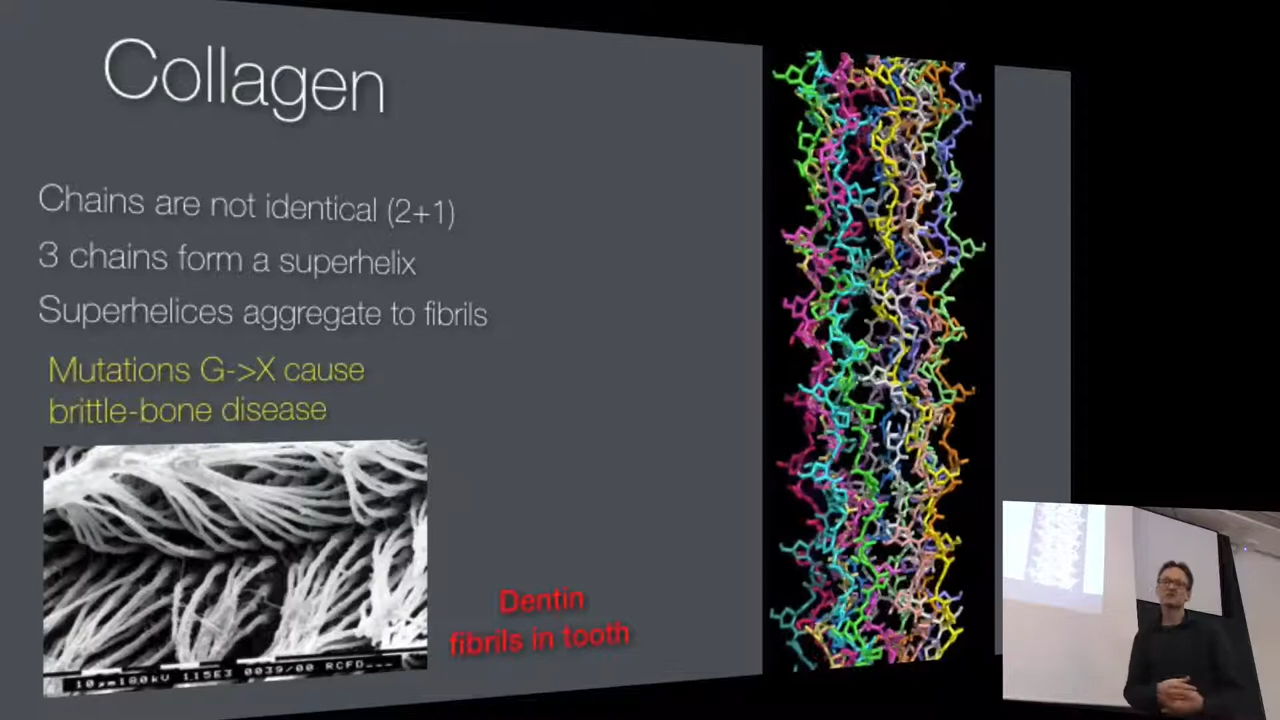 Collagen
Chains are not identical (2+1)
3 chains form a superhelix
Superhelices aggregate to fibrils
Mutations G->X cause
brittle-bone disease
Dentin
fibrils in tooth